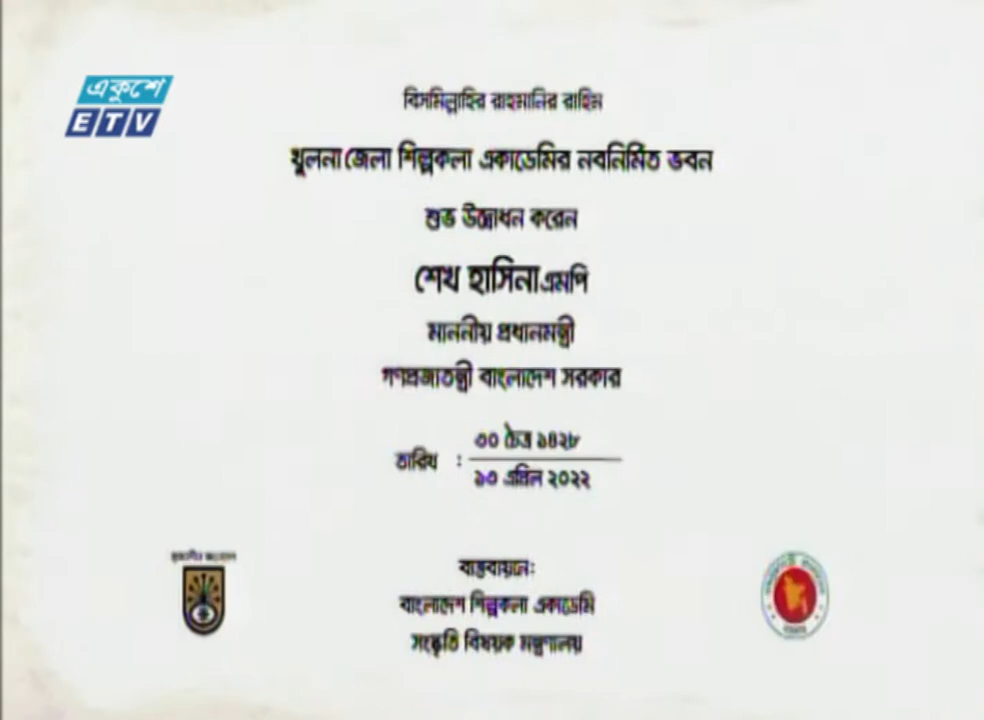 একুশে
ETV
বিসমিল্লাহির রাহমানির রাহিম
খুলনা জেলা শিল্পকলা একাডেমির নবনির্মিত ভবন
শুভ উদ্বোধন করেন
শেখ হাসিনা এমপি
মাননীয় প্রধানমন্ত্রী
গণপ্রজাতন্ত্রী বাংলাদেশ সরকার
৩০ চৈত্র ১৪২৮
তারিখ :
১৩ এপ্রিল ২০২২
বাস্তবায়নে:
বাংলাদেশ শিল্পকলা একাডেমি
সংস্কৃতি বিষয়ক মন্ত্রণালয়